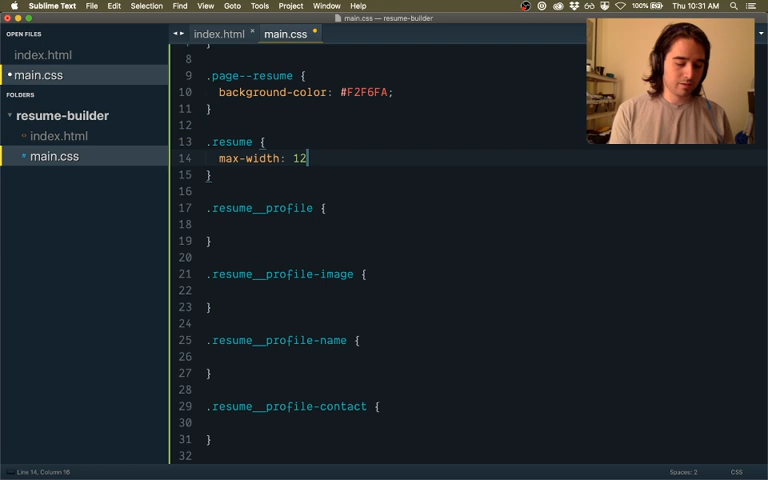 Sublime Text File Edit Selection Find View Goto Tools Project Window Help 100% Thu 10:31 AM
main.css — resume-builder
OPEN FILES
index.html
main.css
FOLDERS
resume-builder
index.html
main.css
index.html main.css
8
9 .page--resume {
10 background-color: #F2F6FA;
11 }
12
13 .resume {
14 max-width: 12
15 }
16
17 .resume__profile {
18
19 }
20
21 .resume__profile-image {
22
23 }
24
25 .resume__profile-name {
26
27 }
28
29 .resume__profile-contact {
30
31 }
32
Line 14, Column 16 Spaces: 2 CSS